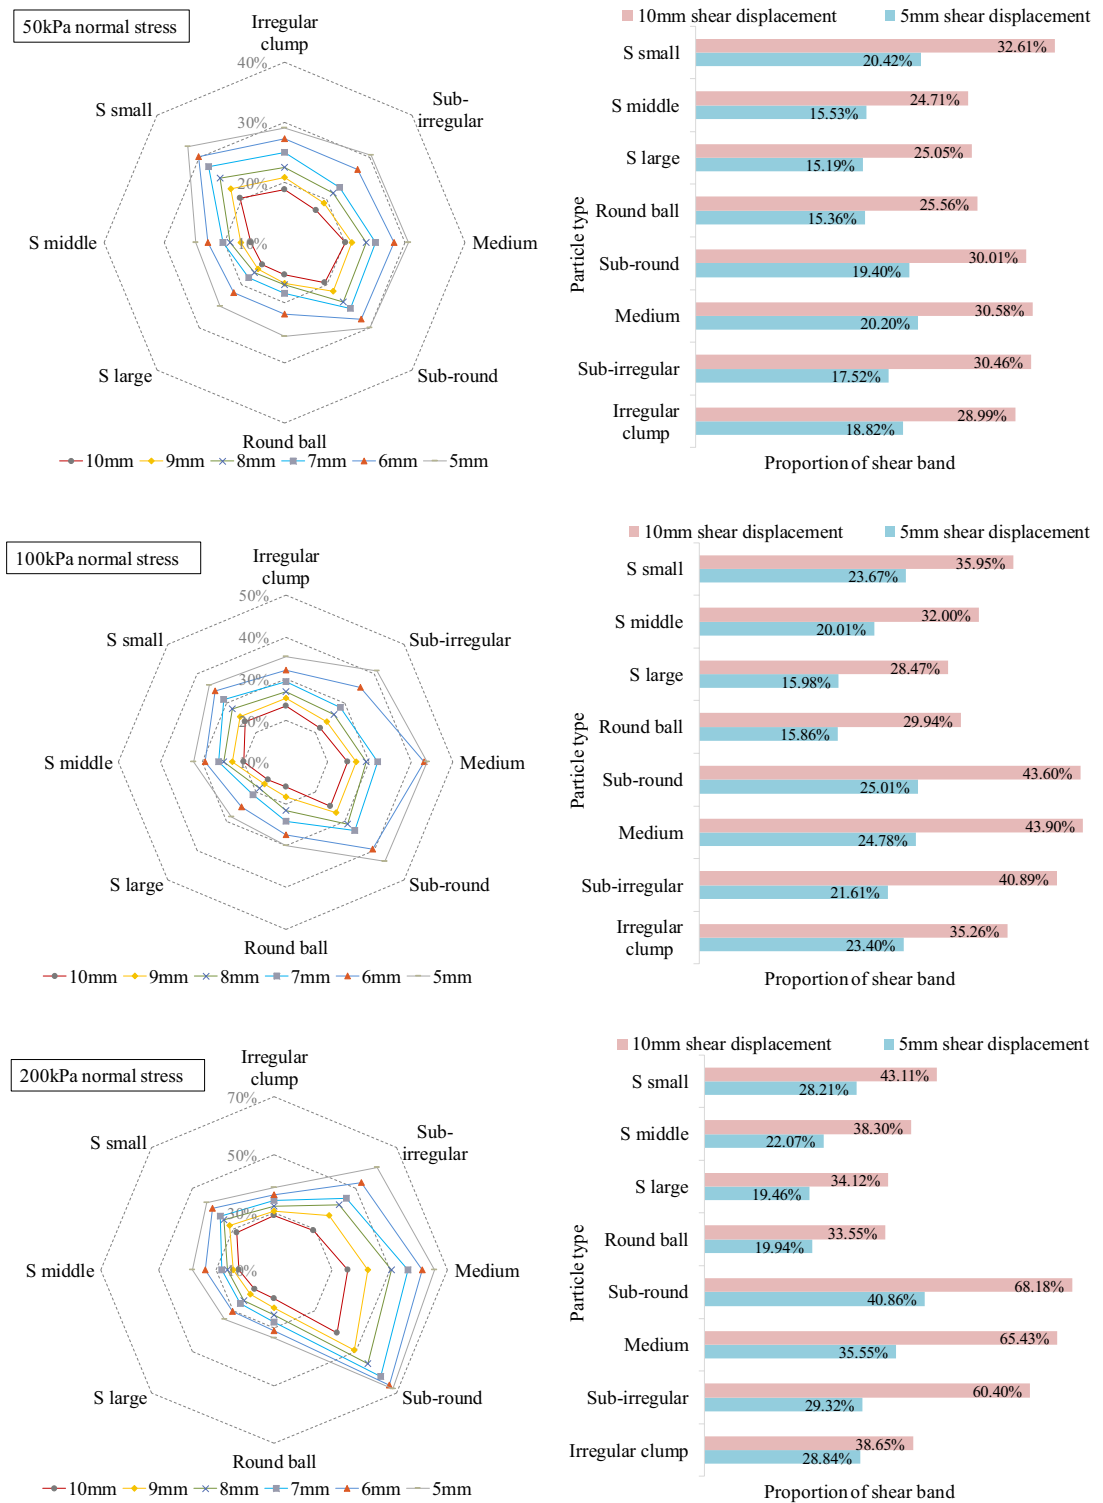 50kPa normal stress
Irregular
clump
40%
30%
20%
10%
Sub-
irregular
Medium
Sub-round
Round ball
S large
S middle
S small
10mm
9mm
8mm
7mm
6mm
5mm
10mm shear displacement
5mm shear displacement
Particle type
S small
32.61%
20.42%
S middle
24.71%
15.53%
S large
25.05%
15.19%
Round ball
25.56%
15.36%
Sub-round
30.01%
19.40%
Medium
30.58%
20.20%
Sub-irregular
30.46%
17.52%
Irregular
clump
28.99%
18.82%
Proportion of shear band
100kPa normal stress
Irregular
clump
50%
40%
30%
20%
10%
Sub-irregular
Medium
Sub-round
Round ball
S large
S middle
S small
10mm
9mm
8mm
7mm
6mm
5mm
10mm shear displacement
5mm shear displacement
Particle type
S small
35.95%
23.67%
S middle
32.00%
20.01%
S large
28.47%
15.98%
Round ball
29.94%
15.86%
Sub-round
43.60%
25.01%
Medium
43.90%
24.78%
Sub-irregular
40.89%
21.61%
Irregular
clump
35.26%
23.40%
Proportion of shear band
200kPa normal stress
Irregular
clump
70%
50%
30%
10%
Sub-
irregular
Medium
Sub-round
Round ball
S large
S middle
S small
10mm
9mm
8mm
7mm
6mm
5mm
10mm shear displacement
5mm shear displacement
Particle type
S small
43.11%
28.21%
S middle
38.30%
22.07%
S large
34.12%
19.46%
Round ball
33.55%
19.94%
Sub-round
68.18%
40.86%
Medium
65.43%
35.55%
Sub-irregular
60.40%
29.32%
Irregular clump
38.65%
28.84%
Proportion of shear band